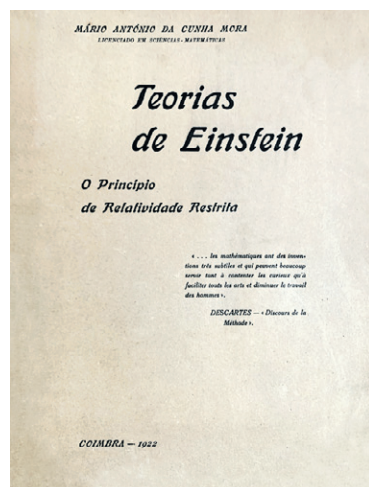 MÁRIO ANTÓNIO DA CUNHA MORA
LICENCIADO EM SCIÊNCIAS-MATEMÁTICAS
Teorias
de Einstein
O Princípio
de Relatividade Restrita
« . . . les mathématiques ont des inven-
tions très subtiles et qui peuvent beaucoup
servir tant à contenter les curieux qu'à
faciliter touts les arts et diminuer le travail
des hommes».
DESCARTES — «Discours de la
Méthode».
COIMBRA — 1922